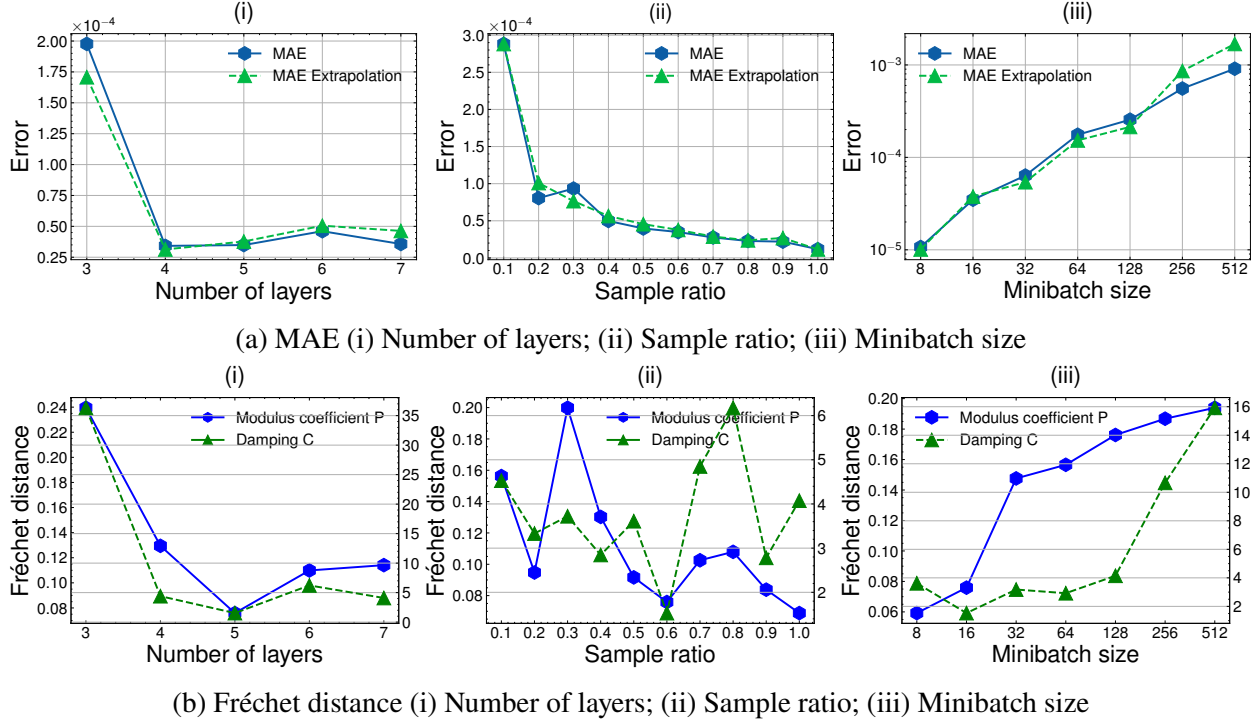 (i)
×10⁻⁴
2.00
1.75
1.50
1.25
1.00
0.75
0.50
0.25
Error
MAE
MAE Extrapolation
3 4 5 6 7
Number of layers
(ii)
×10⁻⁴
3.0
2.5
2.0
1.5
1.0
0.5
0.0
Error
MAE
MAE Extrapolation
0.1 0.2 0.3 0.4 0.5 0.6 0.7 0.8 0.9 1.0
Sample ratio
(iii)
10⁻³
10⁻⁴
10⁻⁵
Error
MAE
MAE Extrapolation
8 16 32 64 128 256 512
Minibatch size
(a) MAE (i) Number of layers; (ii) Sample ratio; (iii) Minibatch size
(i)
0.24
0.22
0.20
0.18
0.16
0.14
0.12
0.10
0.08
Fréchet distance
Modulus coefficient P
Damping C
35
30
25
20
15
10
5
0
3 4 5 6 7
Number of layers
(ii)
0.20
0.18
0.16
0.14
0.12
0.10
0.08
Fréchet distance
Modulus coefficient P
Damping C
6
5
4
3
2
0.1 0.2 0.3 0.4 0.5 0.6 0.7 0.8 0.9 1.0
Sample ratio
(iii)
0.20
0.18
0.16
0.14
0.12
0.10
0.08
0.06
Fréchet distance
Modulus coefficient P
Damping C
16
14
12
10
8
6
4
2
8 16 32 64 128 256 512
Minibatch size
(b) Fréchet distance (i) Number of layers; (ii) Sample ratio; (iii) Minibatch size